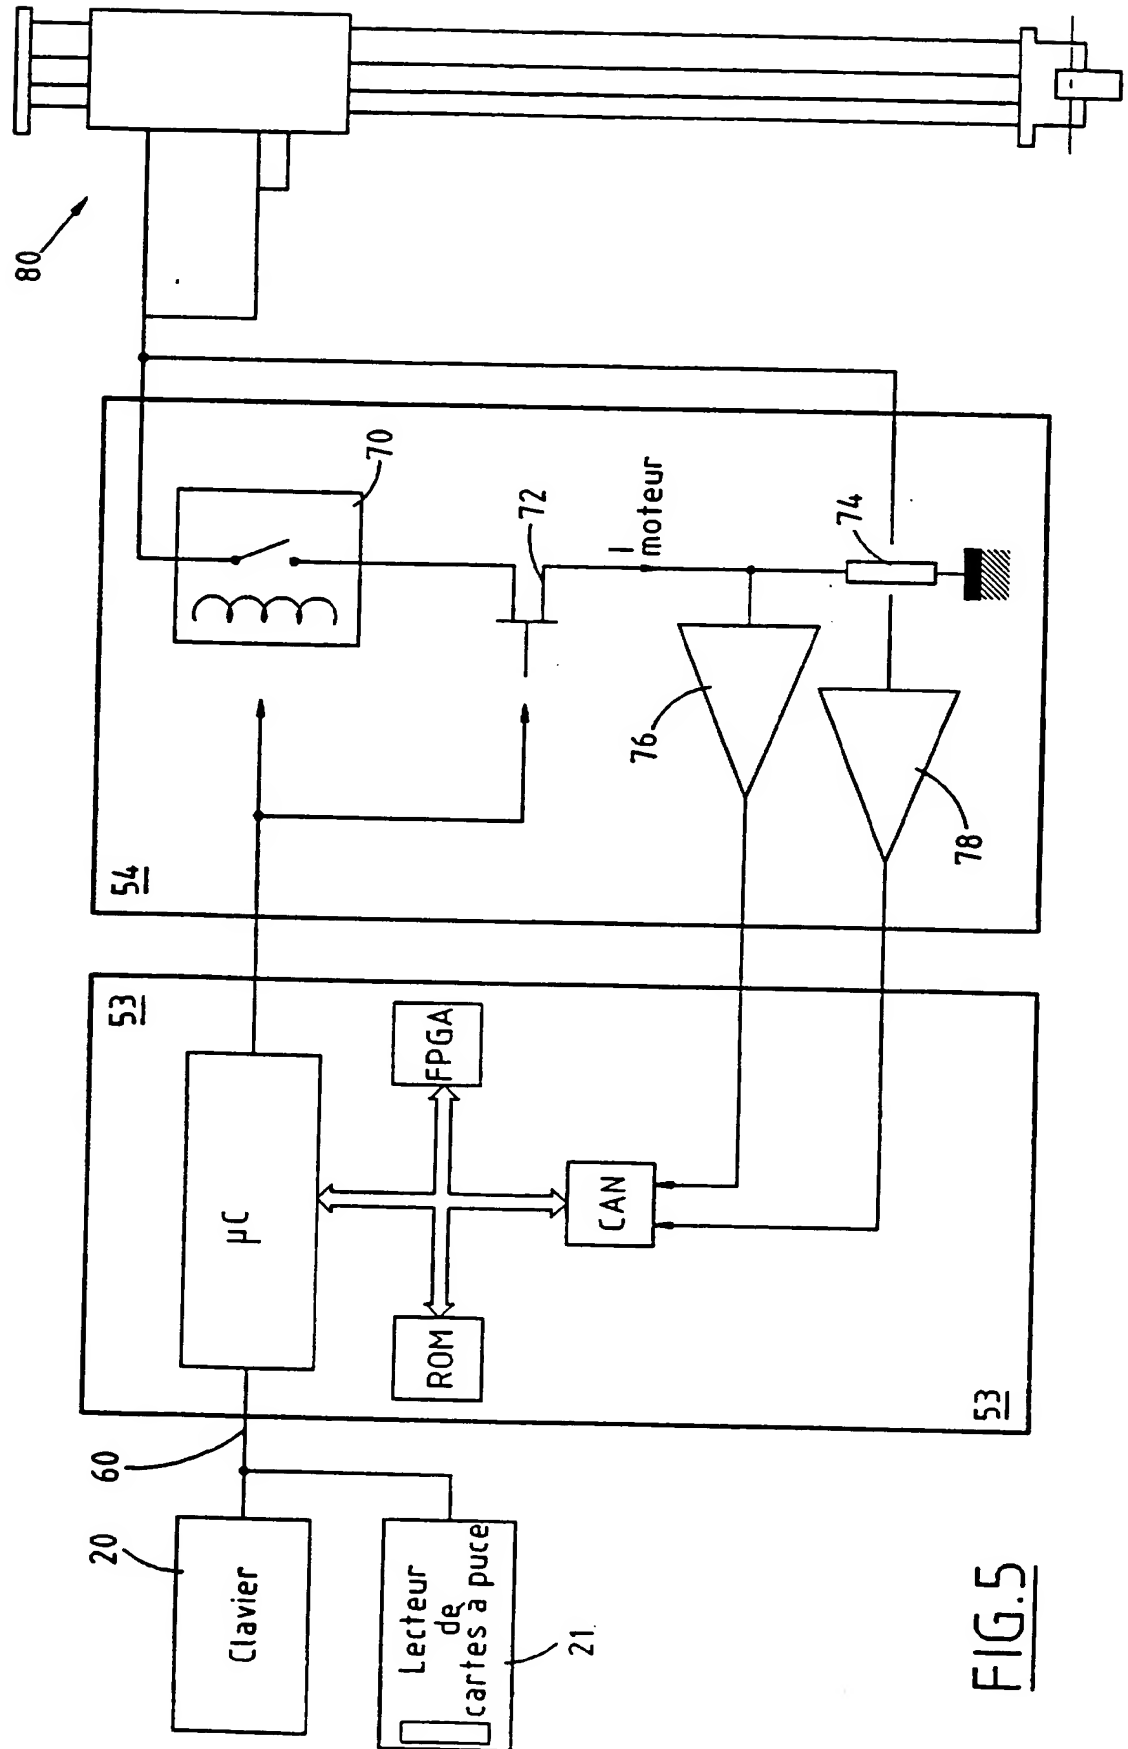 80
54
70
72
I
moteur
74
76
78
53
µC
FPGA
CAN
ROM
53
60
20
Clavier
Lecteur
de
cartes à puce
21
FIG.5